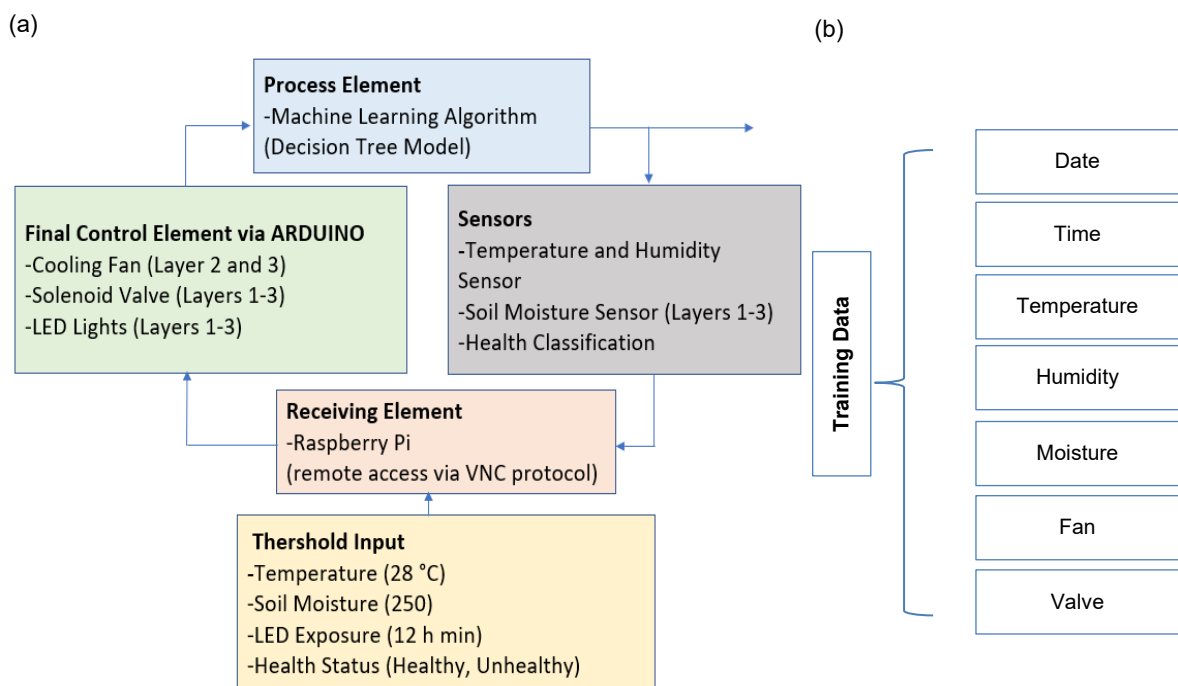 (a)
Process Element
-Machine Learning Algorithm
(Decision Tree Model)
Final Control Element via ARDUINO
-Cooling Fan (Layer 2 and 3)
-Solenoid Valve (Layers 1-3)
-LED Lights (Layers 1-3)
Sensors
-Temperature and Humidity
Sensor
-Soil Moisture Sensor (Layers 1-3)
-Health Classification
Receiving Element
-Raspberry Pi
(remote access via VNC protocol)
Thershold Input
-Temperature (28 °C)
-Soil Moisture (250)
-LED Exposure (12 h min)
-Health Status (Healthy, Unhealthy)
(b)
Training Data
Date
Time
Temperature
Humidity
Moisture
Fan
Valve